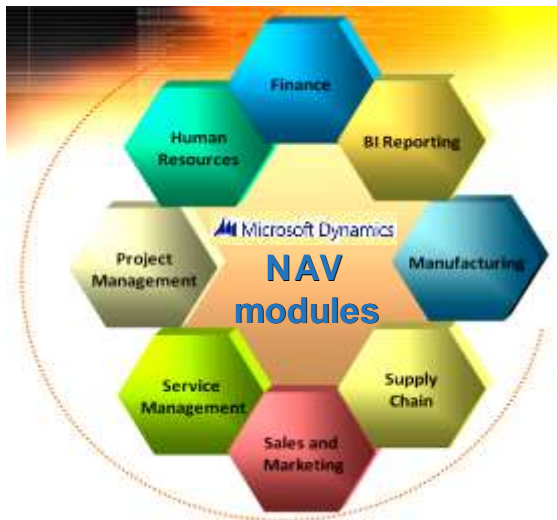 Finance
BI Reporting
Human
Resources
Microsoft Dynamics
NAV
modules
Project
Management
Manufacturing
Service
Management
Supply
Chain
Sales and
Marketing